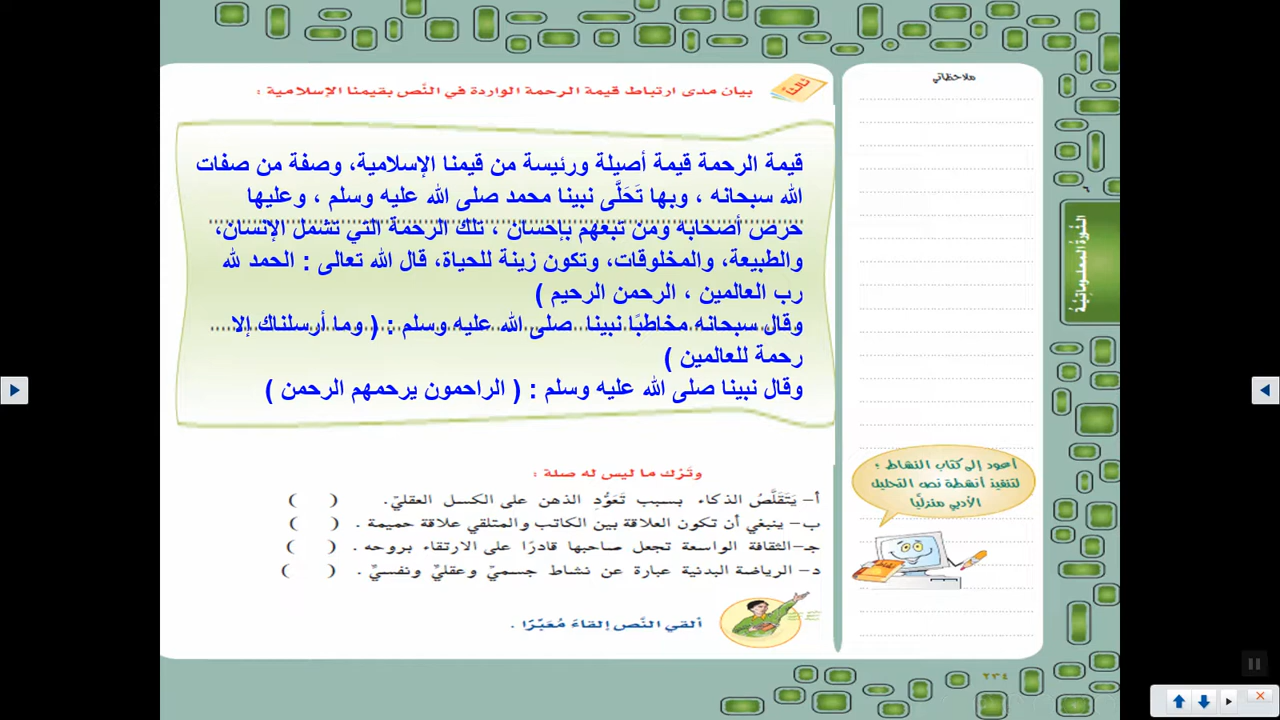 ملاحظاتي
ثالثاً
بيان مدى ارتباط قيمة الرحمة الواردة في النّص بقيمنا الإسلامية :
قيمة الرحمة قيمة أصيلة ورئيسة من قيمنا الإسلامية، وصفة من صفات
الله سبحانه ، وبها تَحَلَّى نبينا محمد صلى الله عليه وسلم ، وعليها
حرص أصحابه ومن تبعهم بإحسان ، تلك الرحمة التي تشمل الإنسان،
والطبيعة، والمخلوقات، وتكون زينة للحياة، قال الله تعالى : الحمد لله
رب العالمين ، الرحمن الرحيم )
وقال سبحانه مخاطبًا نبينا صلى الله عليه وسلم : ( وما أرسلناك إلا
رحمة للعالمين )
وقال نبينا صلى الله عليه وسلم : ( الراحمون يرحمهم الرحمن )
وتَرْك ما ليس له صلة :
أ- يَتَقَلَّصُ الذكاء بسبب تَعَوُّدِ الذهن على الكسل العقليّ. ( )
ب- ينبغي أن تكون العلاقة بين الكاتب والمتلقي علاقة حميمة . ( )
جـ-الثقافة الواسعة تجعل صاحبها قادرًا على الارتقاء بروحه . ( )
د- الرياضة البدنية عبارة عن نشاط جسميّ وعقليٍّ ونفسيٍّ . ( )
ألقي النّص إلقاءً مُعَبّرًا .
أعود إلى كتاب النشاط ؛
لتنفيذ أنشطة نص التحليل
الأدبي منزليًّا
الثورة المعلوماتيّة
٢٣٤